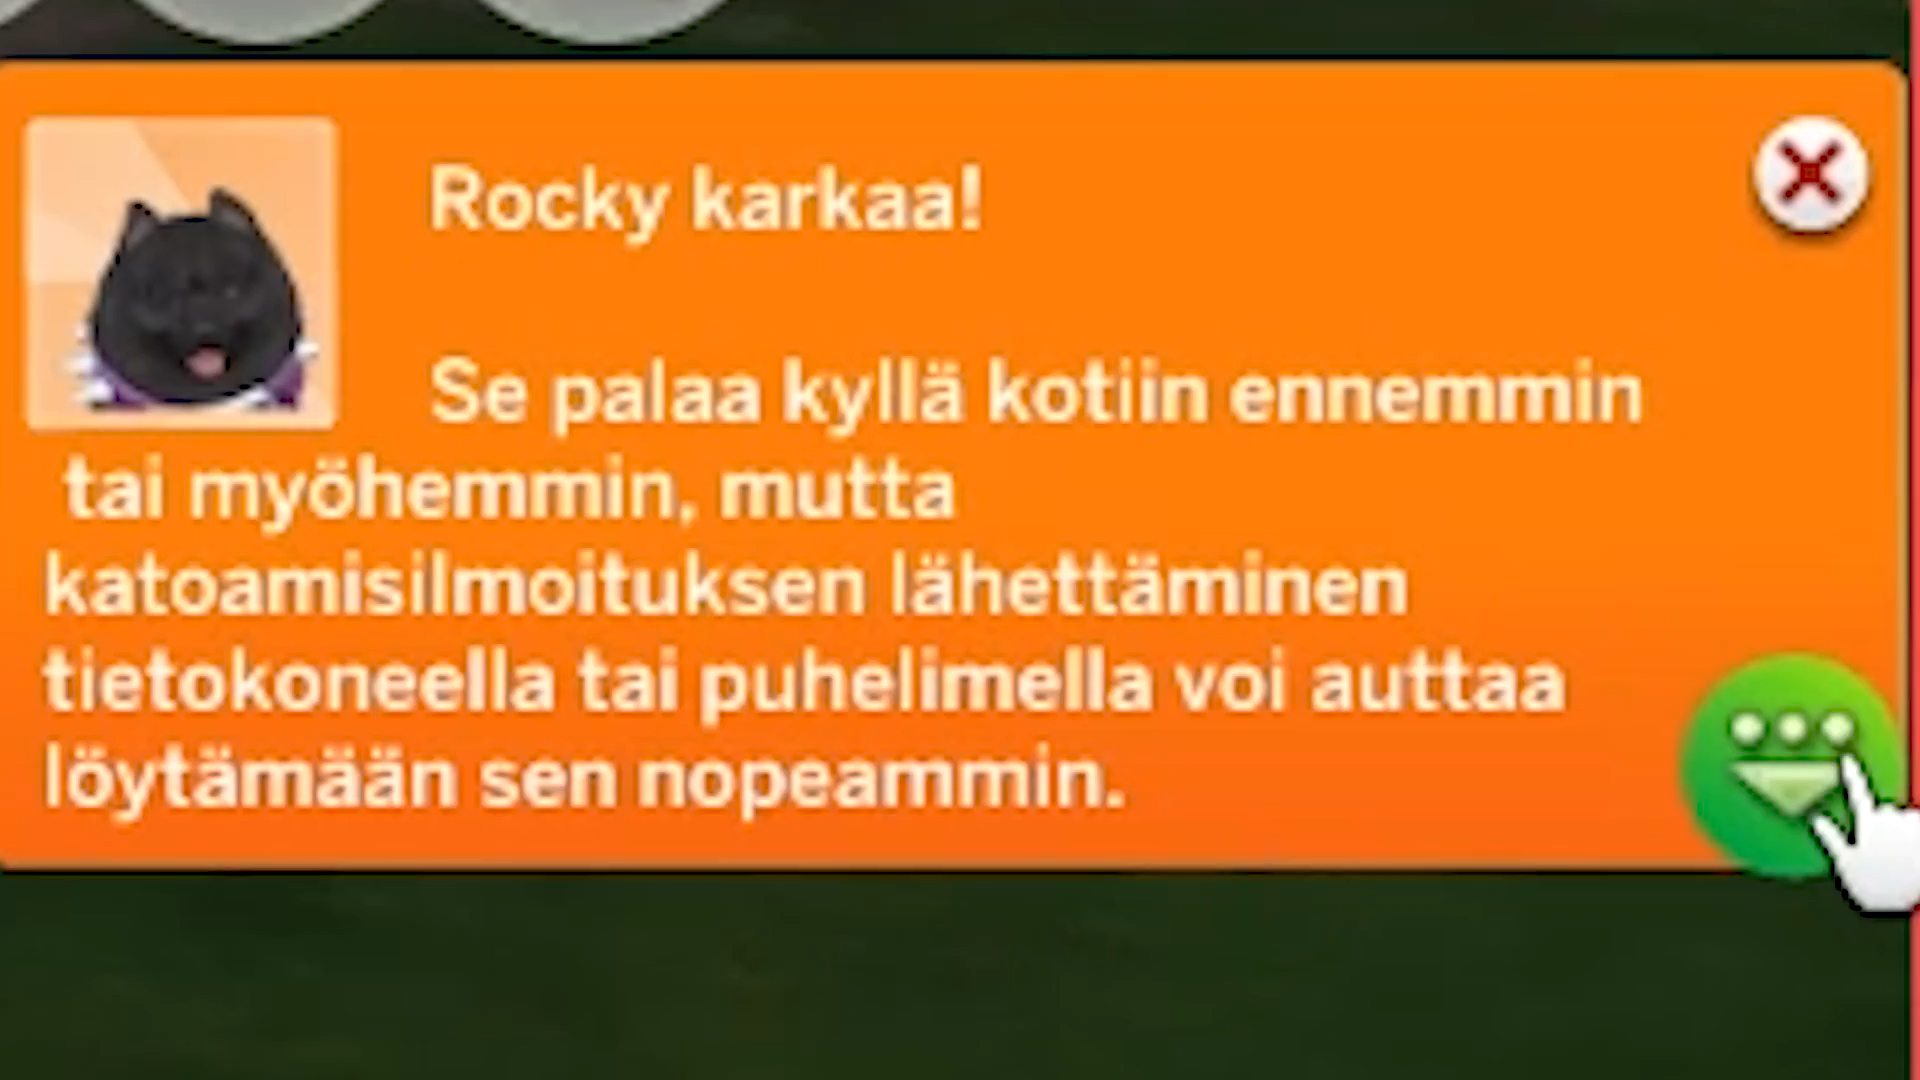 Rocky karkaa!
Se palaa kyllä kotiin ennemmin
tai myöhemmin, mutta
katoamisilmoituksen lähettäminen
tietokoneella tai puhelimella voi auttaa
löytämään sen nopeammin.